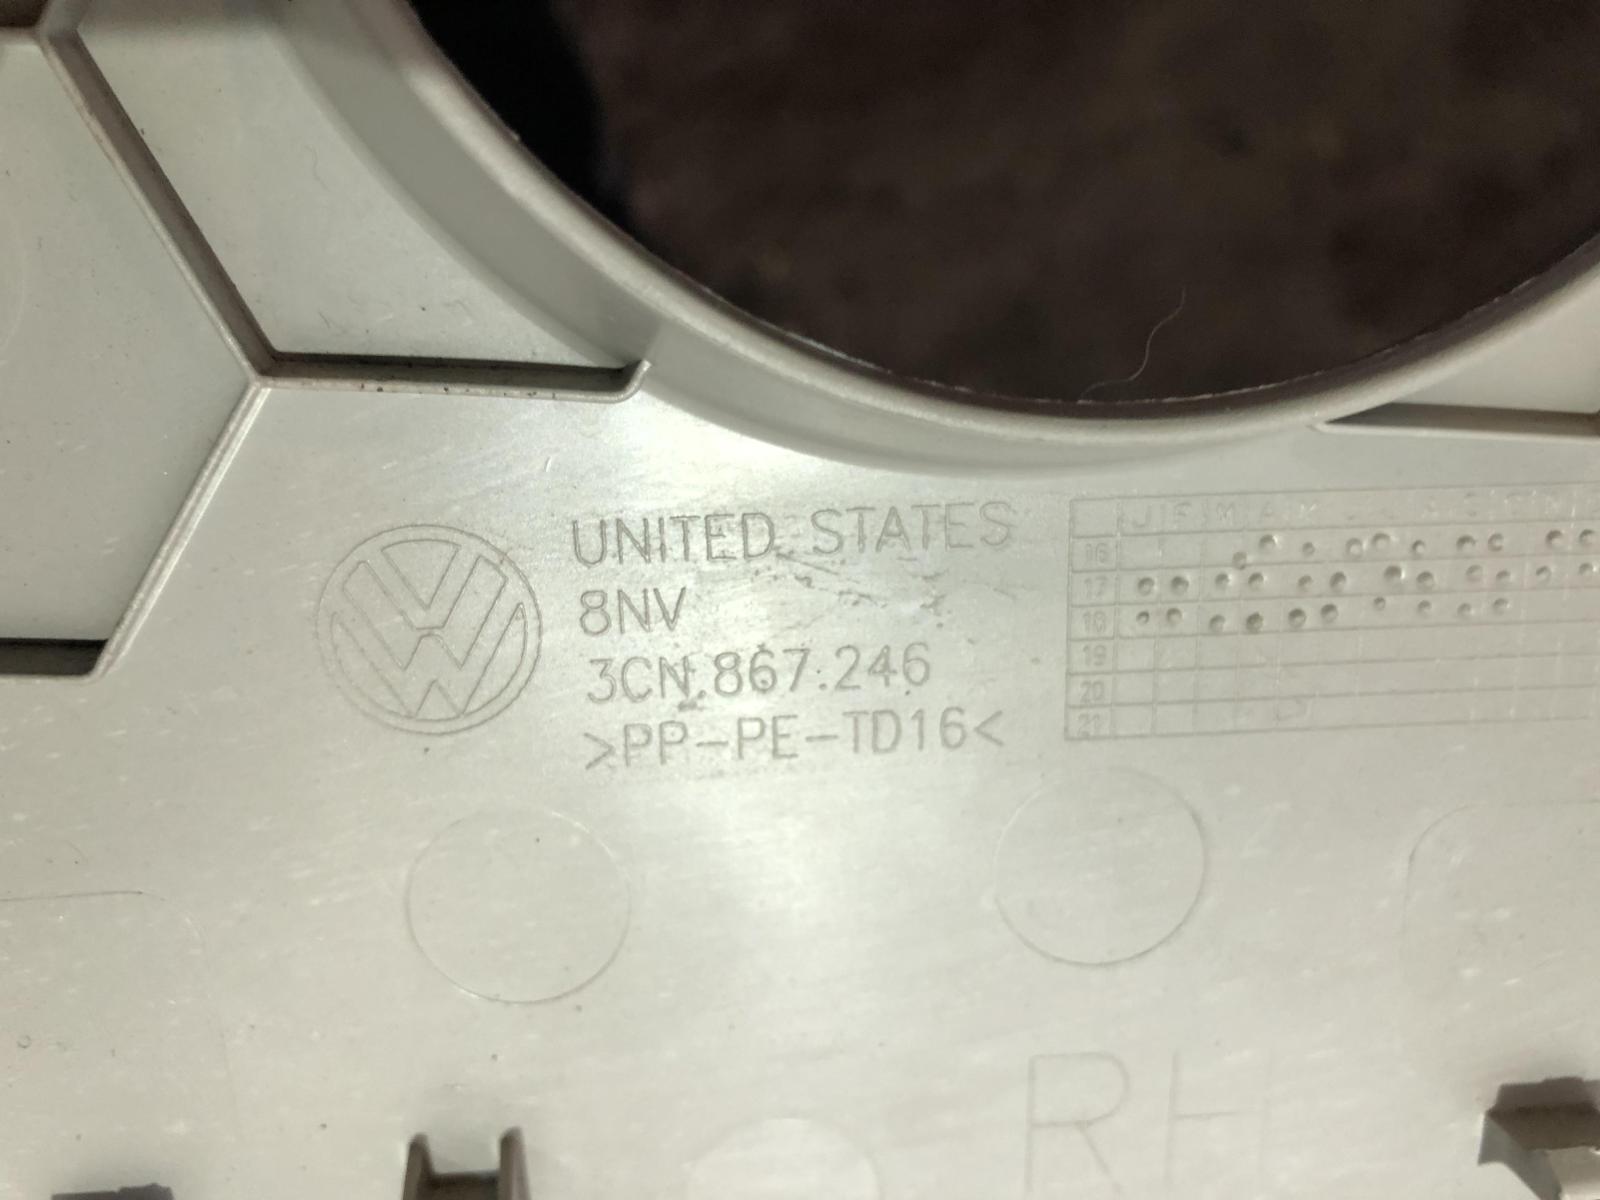 UNITED STATES
8NV
3CN.867.246
>PP-PE-TD16<
J F M A M J J A S O N
16
17
18
19
20
21
RH